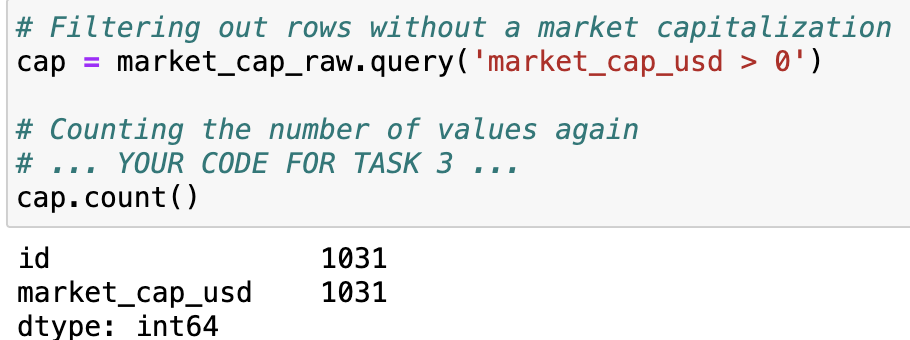 # Filtering out rows without a market capitalization
cap = market_cap_raw.query('market_cap_usd > 0')
# Counting the number of values again
# ... YOUR CODE FOR TASK 3 ...
cap.count()
id 1031
market_cap_usd 1031
dtype: int64